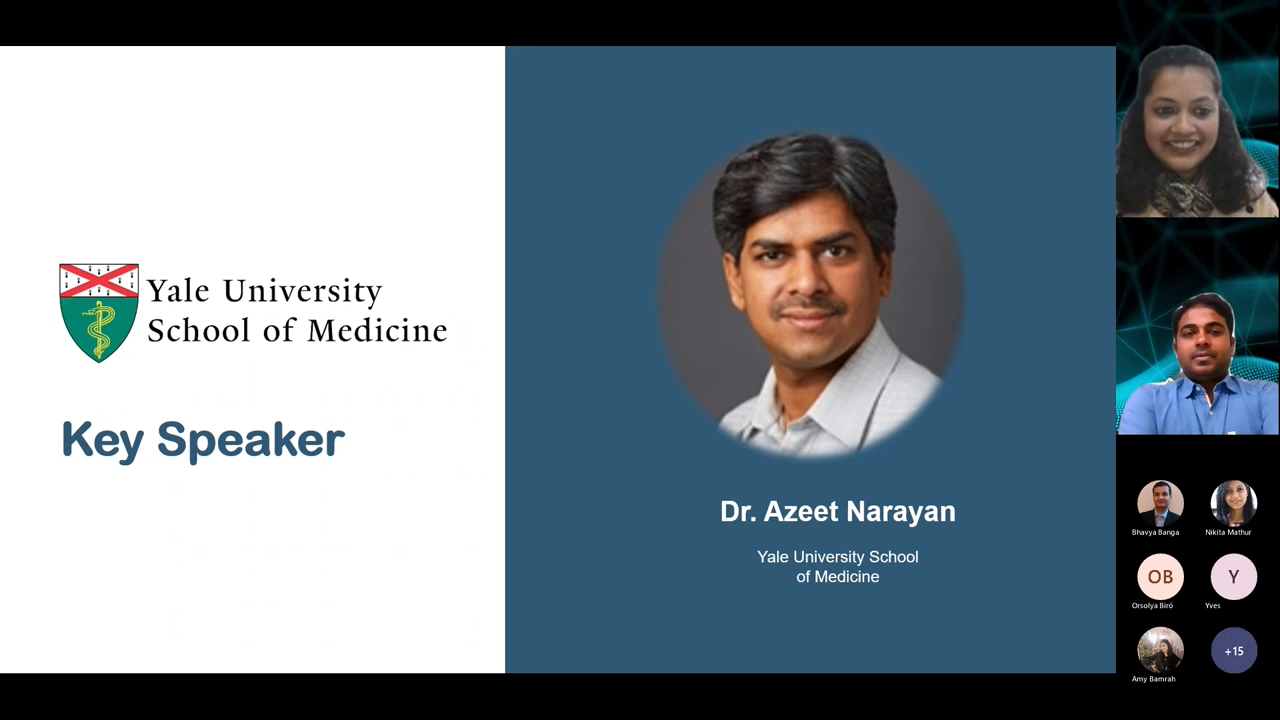 Yale University
School of Medicine
Key Speaker
Dr. Azeet Narayan
Yale University School
of Medicine
Bhavya Banga
Nikita Mathur
OB
Y
Orsolya Biró
Yves
+15
Amy Bamrah